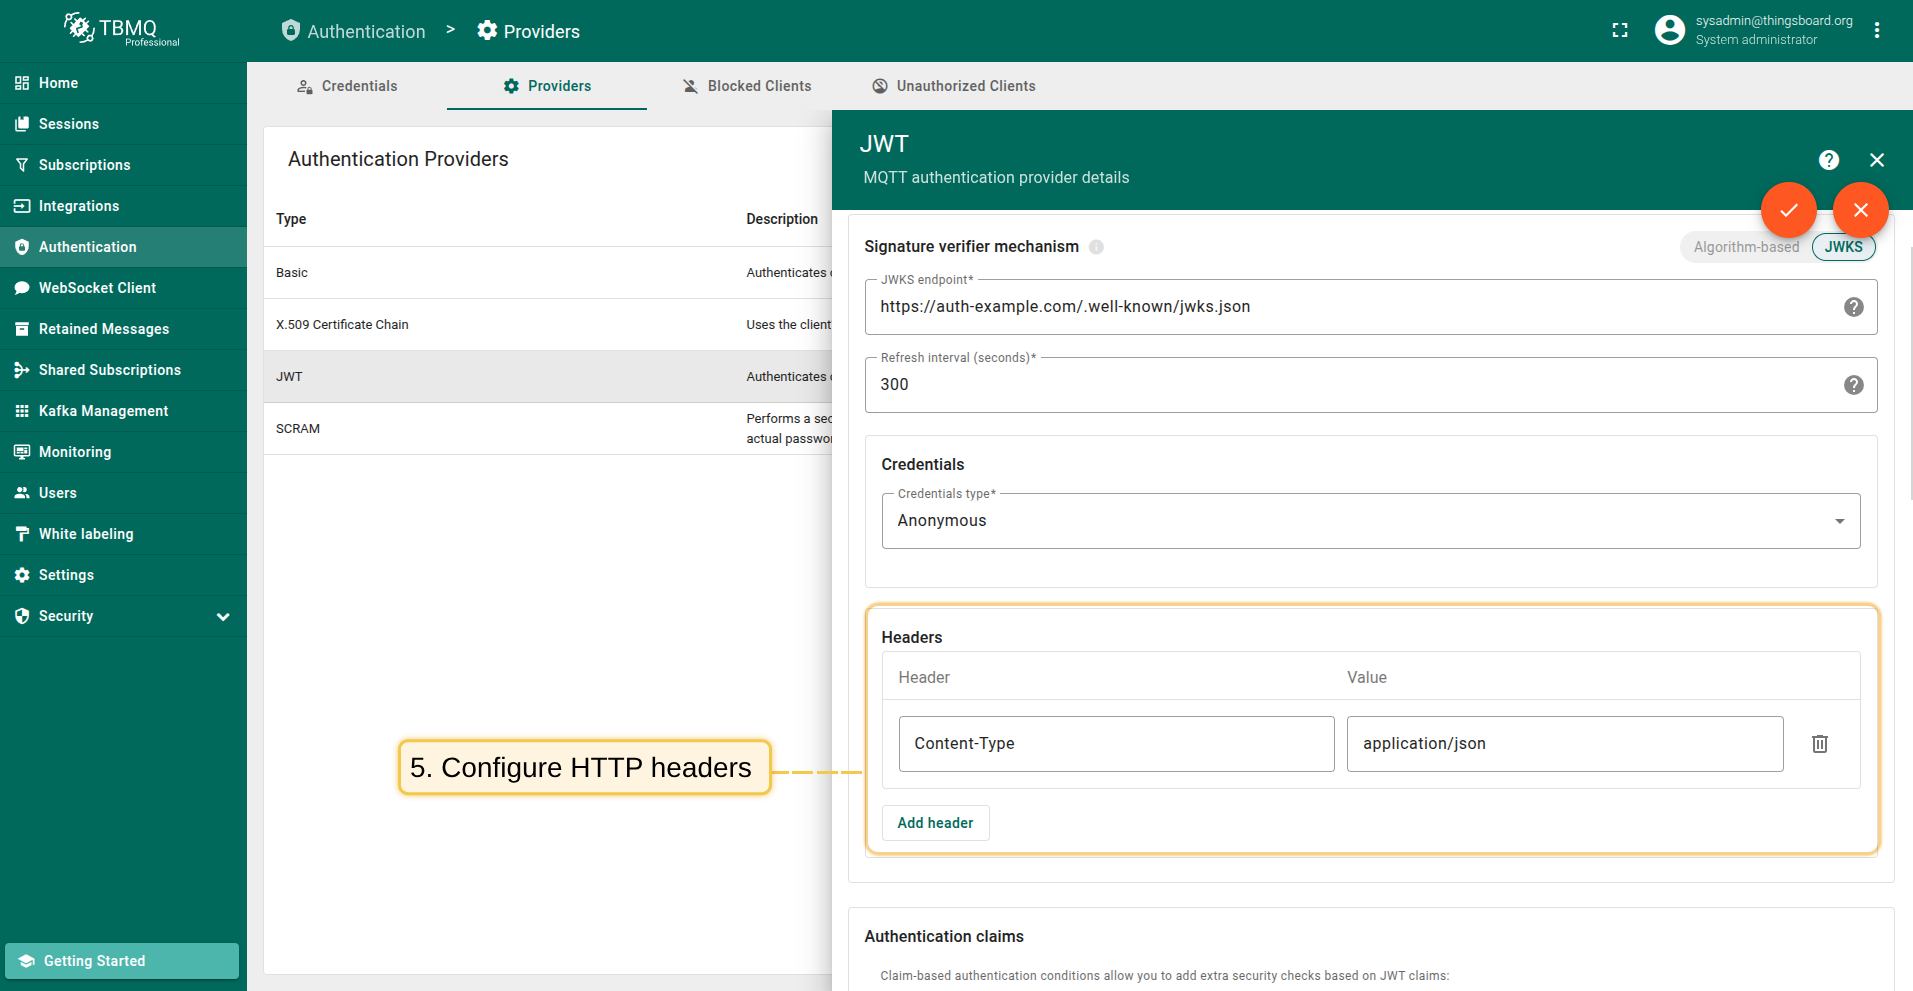 TBMQ
Professional
Authentication > Providers
sysadmin@thingsboard.org
System administrator
Home
Sessions
Subscriptions
Integrations
Authentication
WebSocket Client
Retained Messages
Shared Subscriptions
Kafka Management
Monitoring
Users
White labeling
Settings
Security
Getting Started
Credentials
Providers
Blocked Clients
Unauthorized Clients
Authentication Providers
Type Description
Basic Authenticates
X.509 Certificate Chain Uses the client
JWT Authenticates
SCRAM Performs a sec
actual passwor
5. Configure HTTP headers
JWT
MQTT authentication provider details
Signature verifier mechanism
Algorithm-based JWKS
JWKS endpoint*
https://auth-example.com/.well-known/jwks.json
Refresh interval (seconds)*
300
Credentials
Credentials type*
Anonymous
Headers
Header Value
Content-Type application/json
Add header
Authentication claims
Claim-based authentication conditions allow you to add extra security checks based on JWT claims: